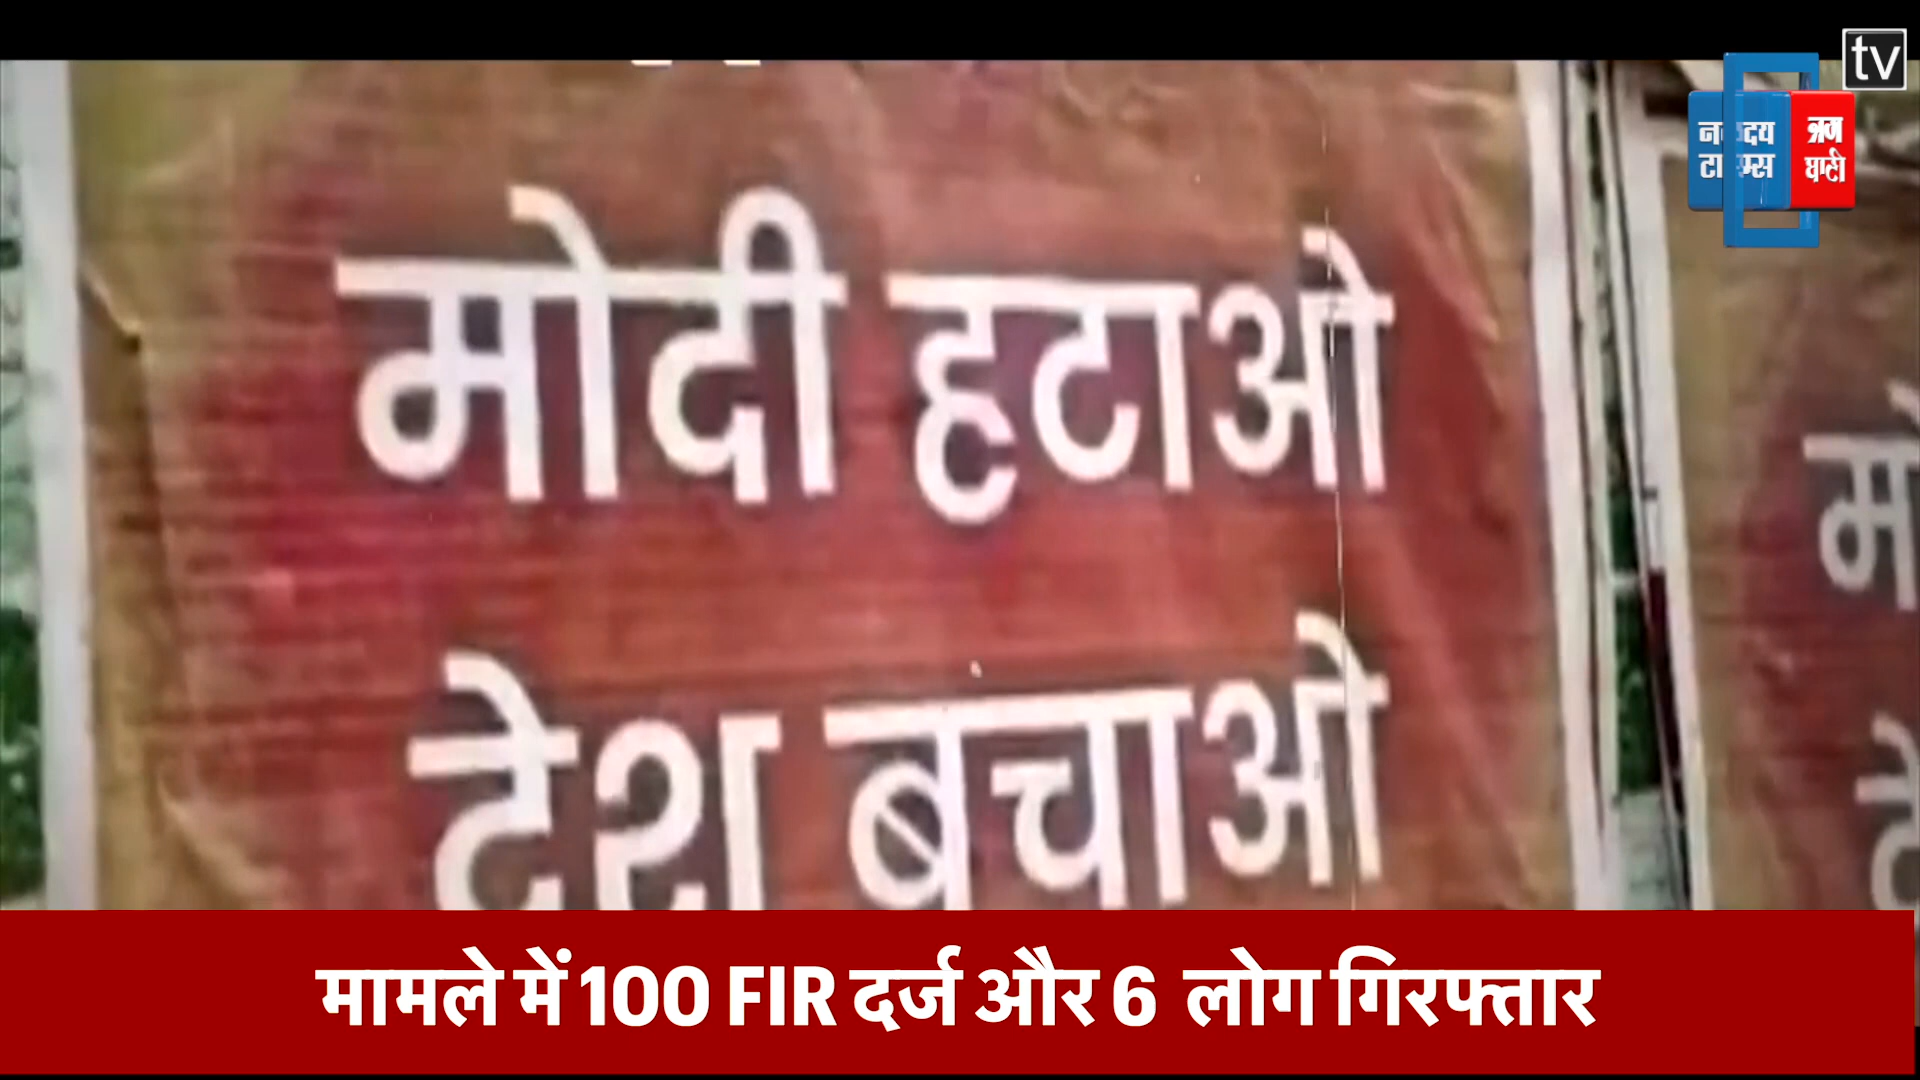 tv
मोदी हटाओ
देश बचाओ
मामले में 100 FIR दर्ज और 6 लोग गिरफ्तार